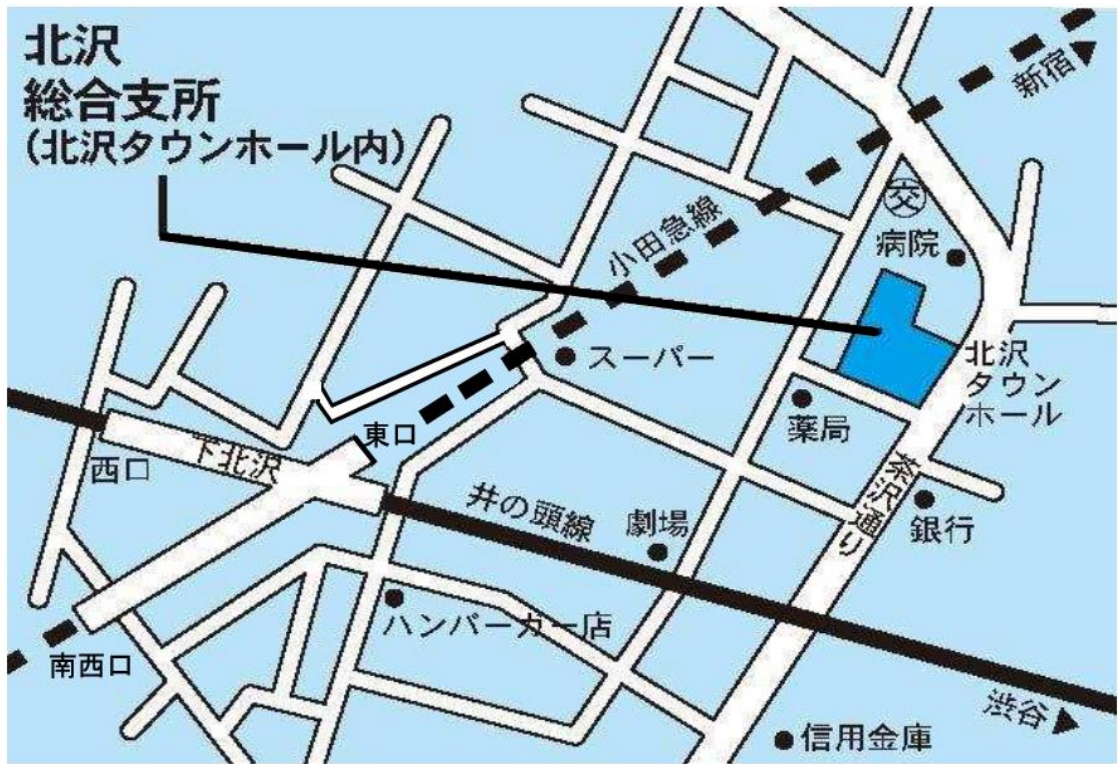 北沢
総合支所
（北沢タウンホール内）
新宿
小田急線
交
病院
スーパー
北沢
タウン
ホール
薬局
東口
下北沢
西口
井の頭線
劇場
茶沢通り
銀行
ハンバーガー店
南西口
渋谷
信用金庫